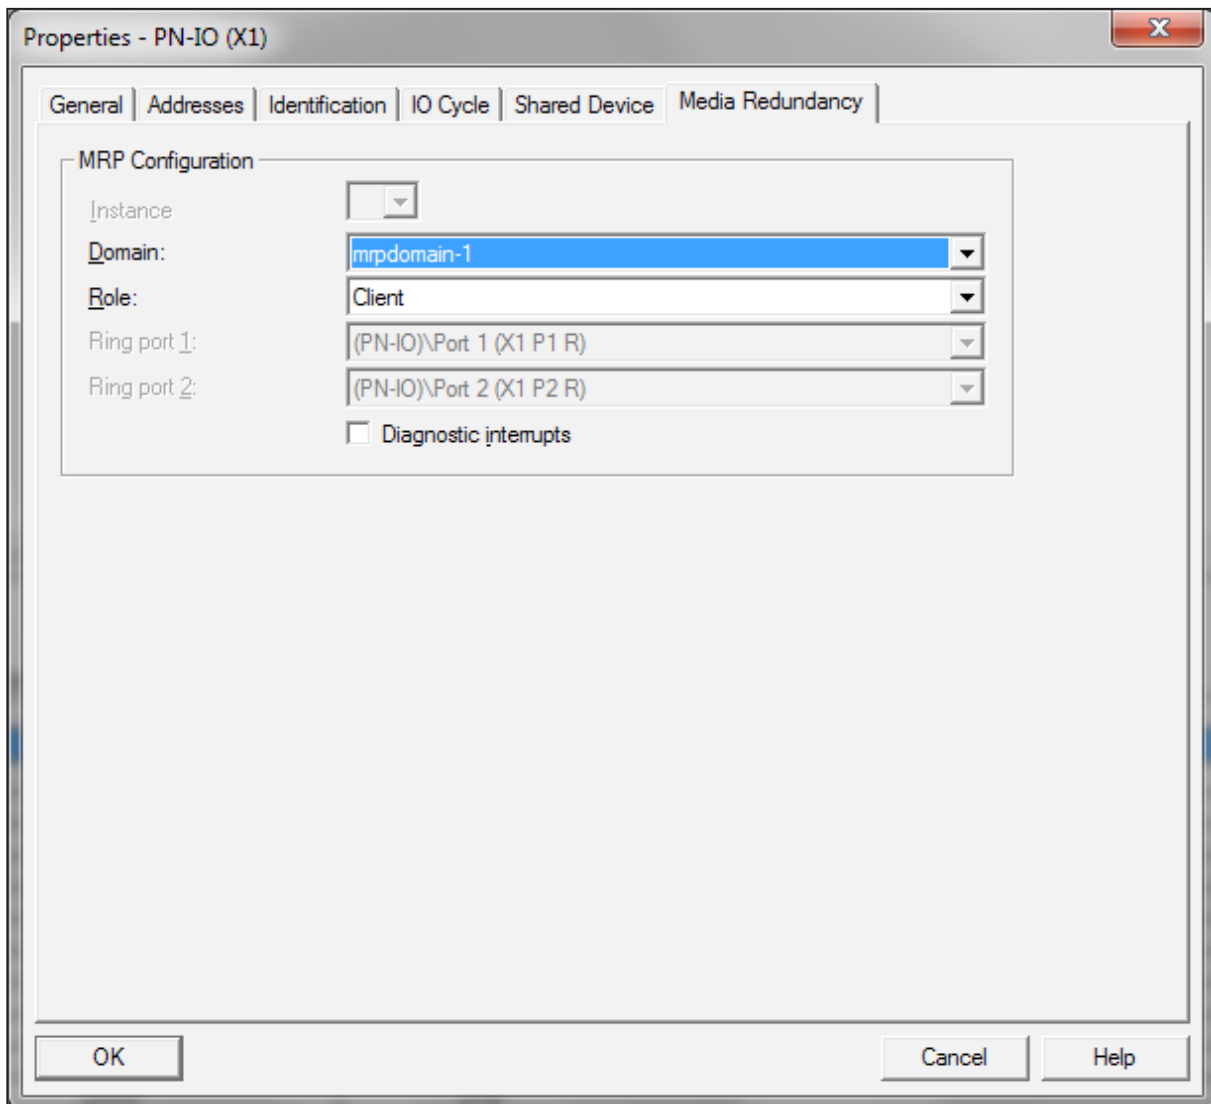 Properties - PN-IO (X1)
General Addresses Identification IO Cycle Shared Device Media Redundancy
MRP Configuration
Instance
Domain: mrpdomain-1
Role: Client
Ring port 1: (PN-IO)\Port 1 (X1 P1 R)
Ring port 2: (PN-IO)\Port 2 (X1 P2 R)
Diagnostic interrupts
OK Cancel Help